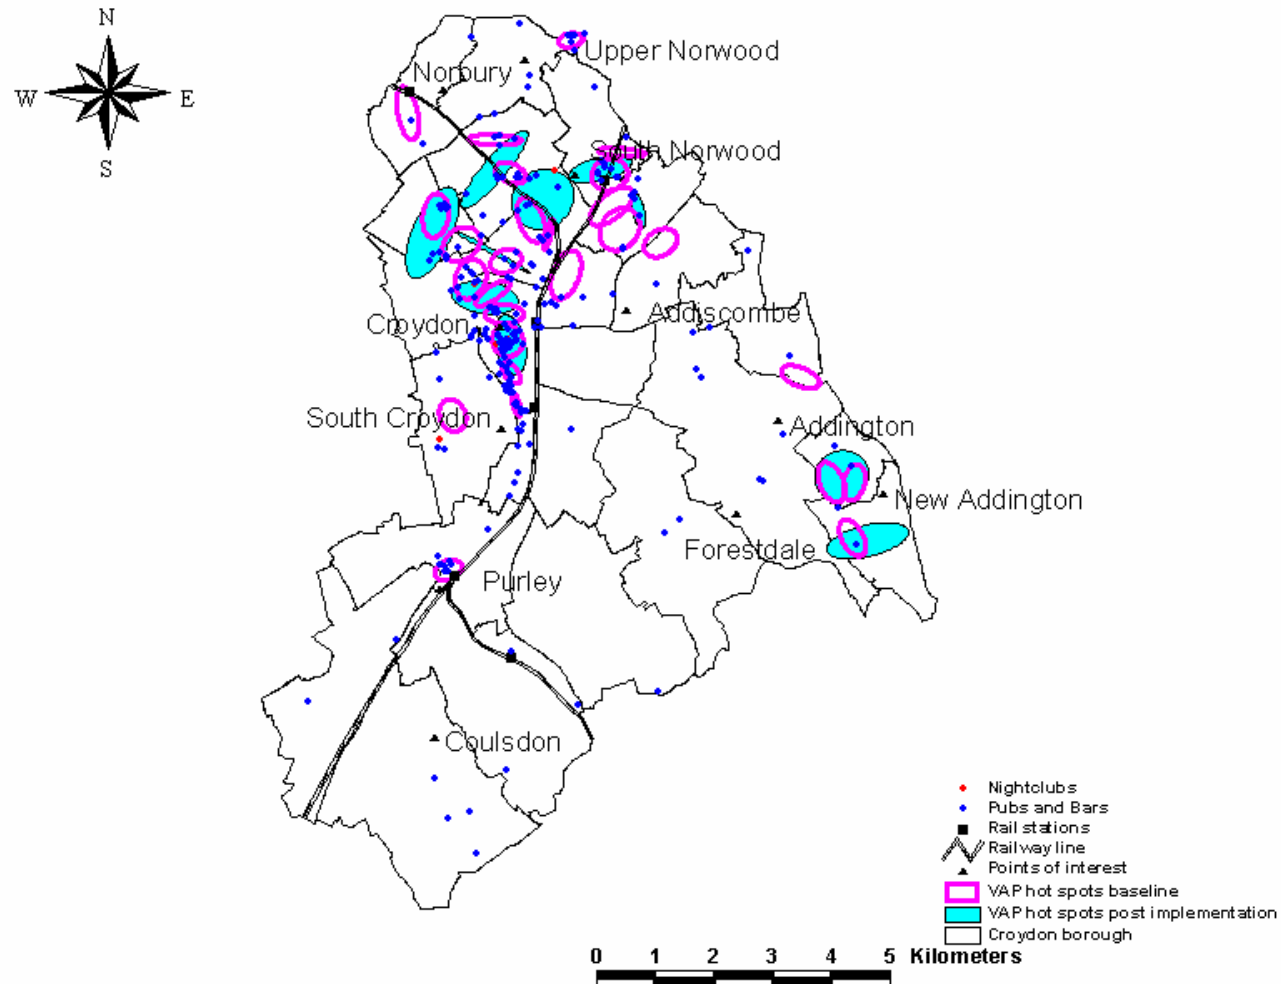 N
W E
S
Upper Norwood
Norbury
South Norwood
Addiscombe
Croydon
South Croydon
Addington
New Addington
Forestdale
Purley
Coulsdon
Nightclubs
Pubs and Bars
Rail stations
Railway line
Points of interest
VAP hot spots baseline
VAP hot spots post implementation
Croydon borough
0 1 2 3 4 5 Kilometers